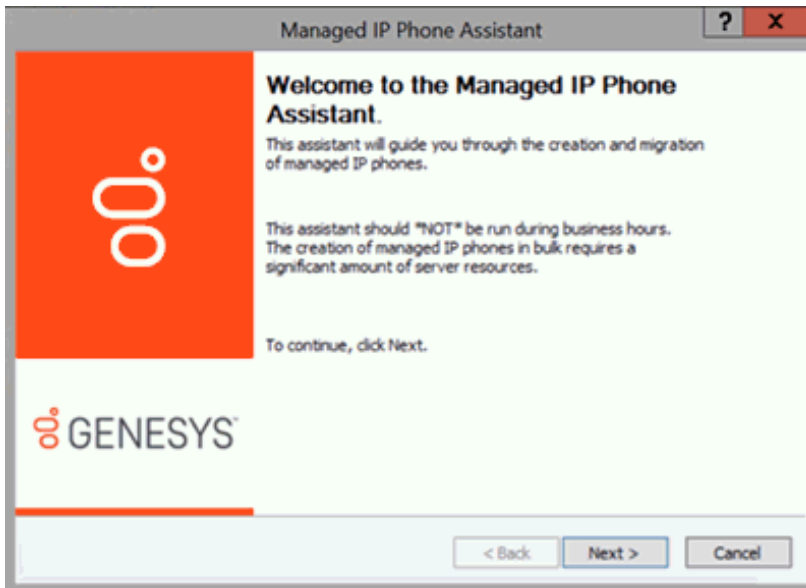 Managed IP Phone Assistant
? X
Welcome to the Managed IP Phone
Assistant.
This assistant will guide you through the creation and migration
of managed IP phones.
This assistant should *NOT* be run during business hours.
The creation of managed IP phones in bulk requires a
significant amount of server resources.
To continue, click Next.
GENESYS™
< Back Next > Cancel